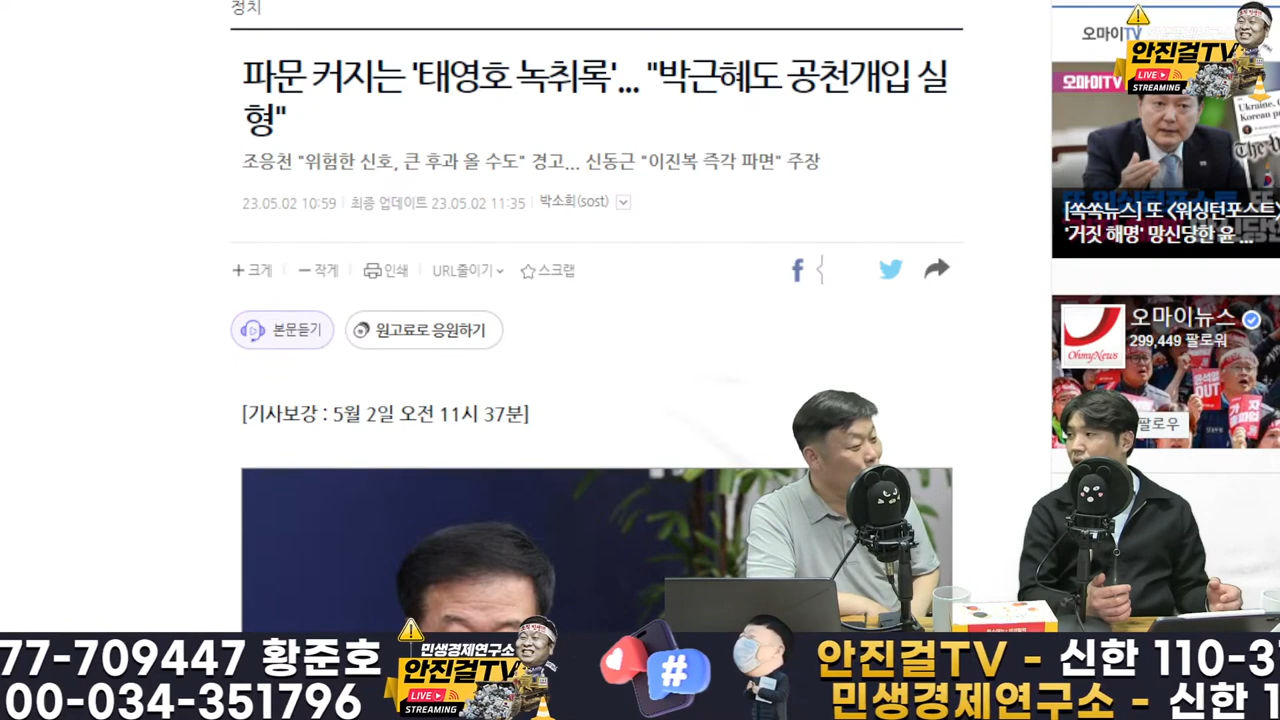 정치
파문 커지는 '태영호 녹취록'... "박근혜도 공천개입 실
형"
조응천 "위험한 신호, 큰 후과 올 수도" 경고... 신동근 "이진복 즉각 파면" 주장
23.05.02 10:59 | 최종 업데이트 23.05.02 11:35 | 박소희(sost)
+ 크게 - 작게 인쇄 URL줄이기 스크랩
본문듣기 원고료로 응원하기
[기사보강 : 5월 2일 오전 11시 37분]
오마이TV
안진걸TV
LIVE
STREAMING
오마이TV
Ukraine,
Korean p
[쏙쏙뉴스] 또 <워싱턴포스트>
'거짓 해명' 망신당한 윤 ...
오마이뉴스
299,449 팔로워
OhmyNews
팔로우
77-709447 황준호
00-034-351796
민생경제연구소
안진걸TV
LIVE
STREAMING
#
안진걸TV - 신한 110-37
민생경제연구소 - 신한 1